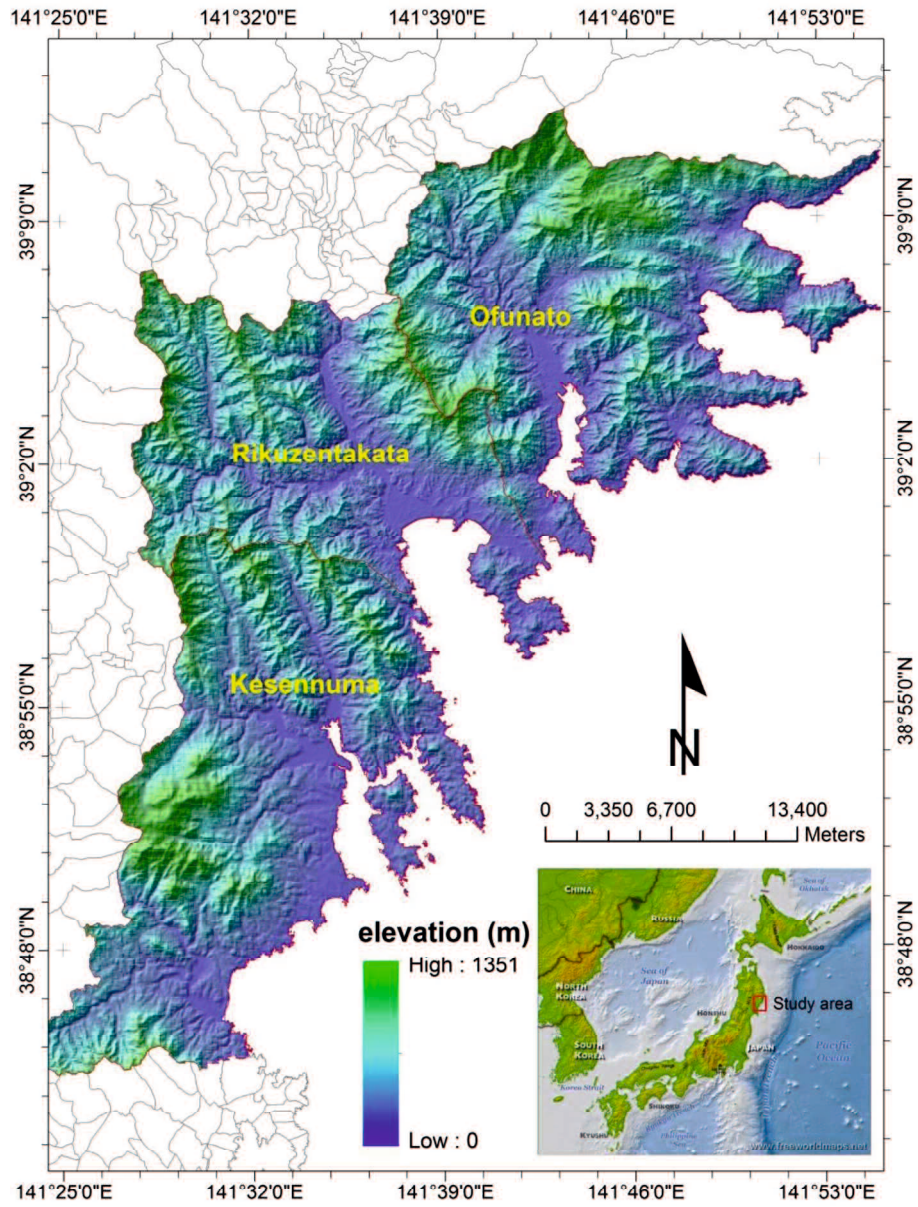 141°25'0"E 141°32'0"E 141°39'0"E 141°46'0"E 141°53'0"E
39°9'0"N 39°9'0"N
Ofunato
Rikuzentakata
39°2'0"N 39°2'0"N
Kesennuma
38°55'0"N 38°55'0"N
N
0 3,350 6,700 13,400
Meters
elevation (m)
High : 1351
Low : 0
38°48'0"N 38°48'0"N
CHINA
RUSSIA
Sea of
Okhotsk
HOKKAIDO
NORTH
KOREA
Sea of
Japan
HONSHU
Study area
SOUTH
KOREA
JAPAN
Pacific
Ocean
Korea Strait
SHIKOKU
KYUSHU
Philippine
Sea
www.freeworldmaps.net
141°25'0"E 141°32'0"E 141°39'0"E 141°46'0"E 141°53'0"E